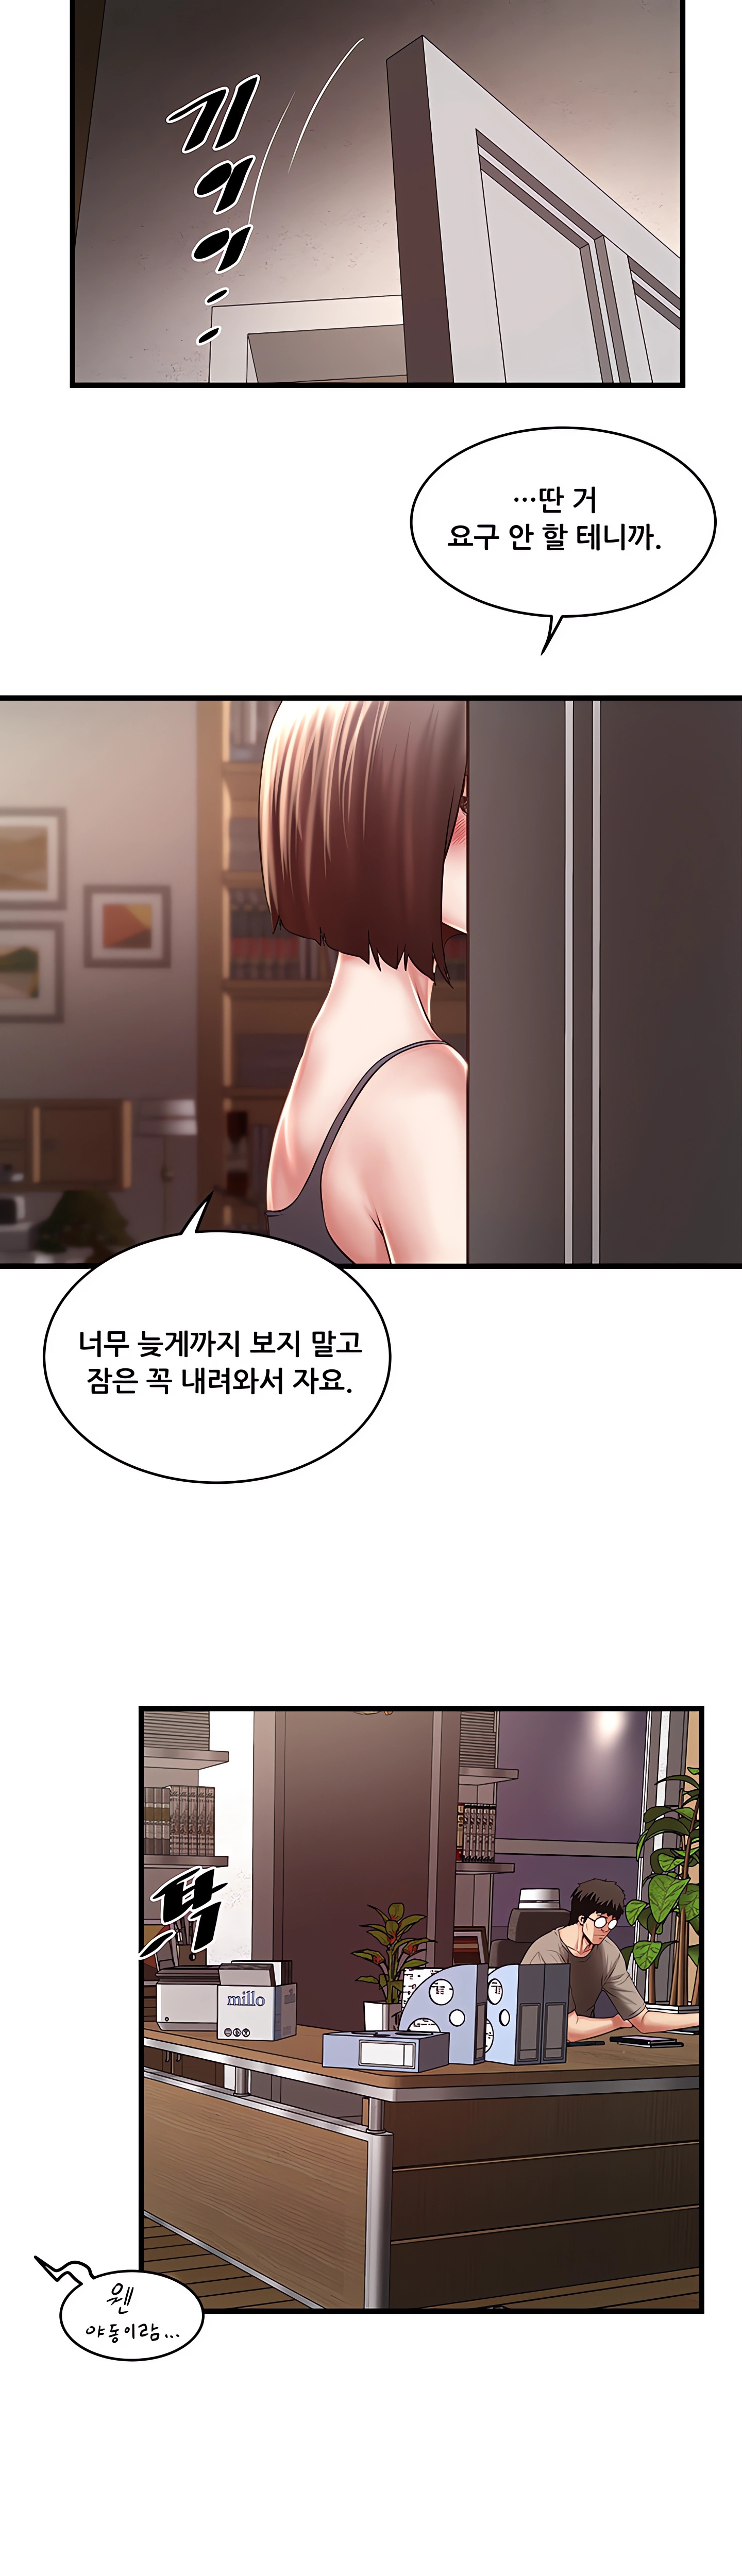 기이이..
…딴 거
요구 안 할 테니까.
너무 늦게까지 보지 말고
잠은 꼭 내려와서 자요.
탁
millo
웬
야동이람...